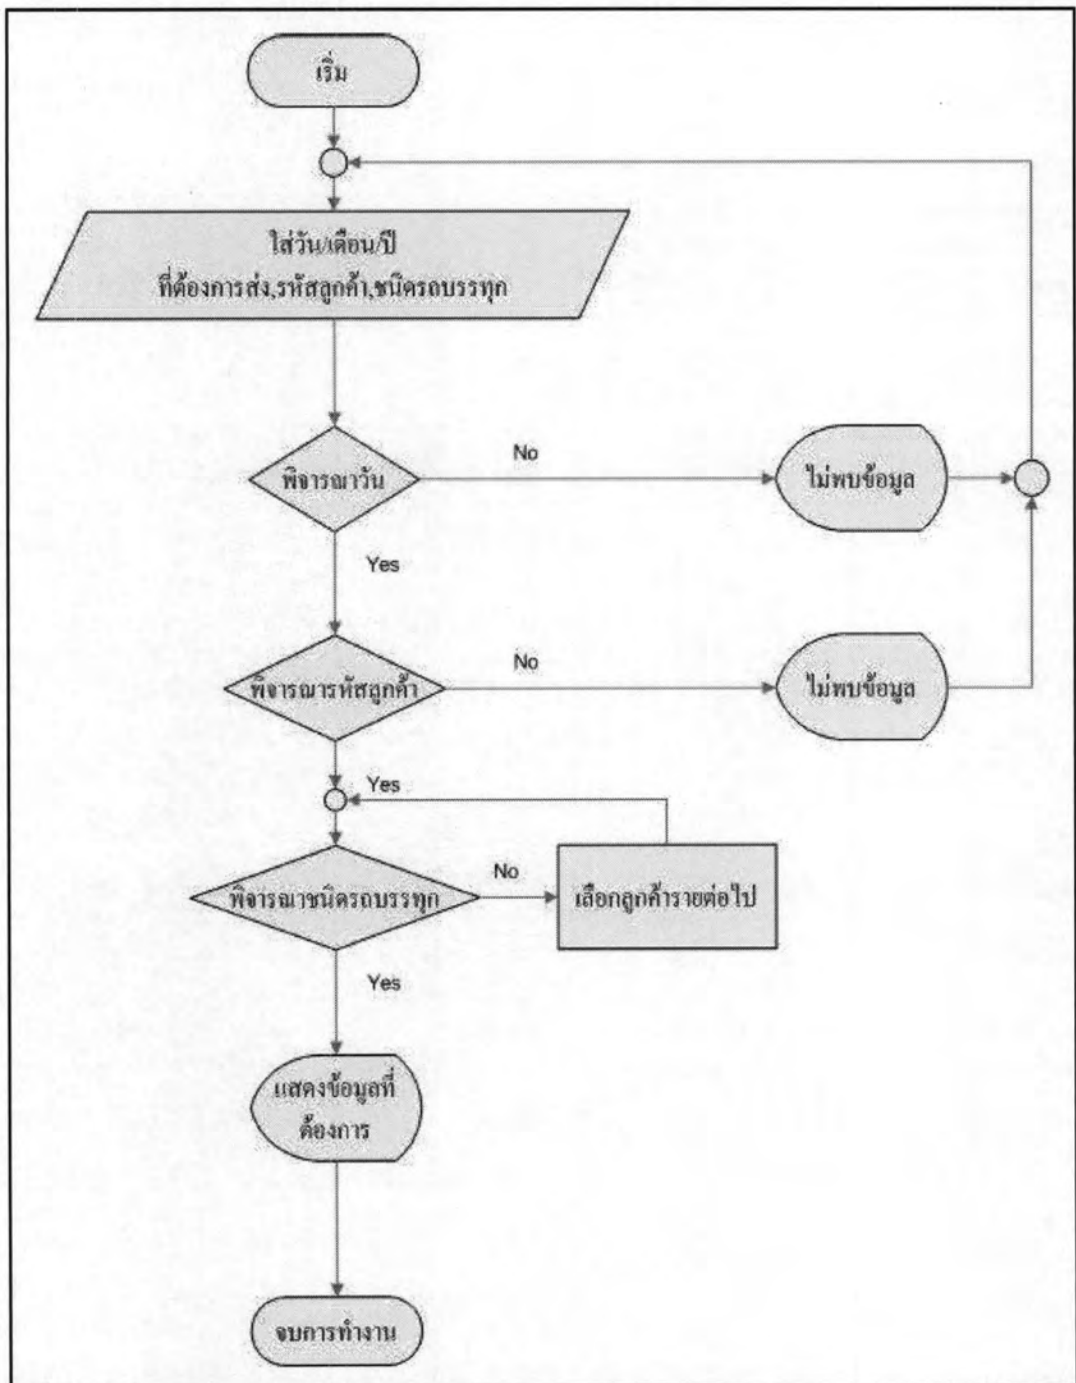 เริ่ม
ใส่วัน/เดือน/ปี
ที่ต้องการส่ง,รหัสลูกค้า,ชนิดรถบรรทุก
พิจารณาวัน
No
ไม่พบข้อมูล
Yes
พิจารณารหัสลูกค้า
No
ไม่พบข้อมูล
Yes
พิจารณาชนิดรถบรรทุก
No
เลือกลูกค้ารายต่อไป
Yes
แสดงข้อมูลที่
ต้องการ
จบการทำงาน